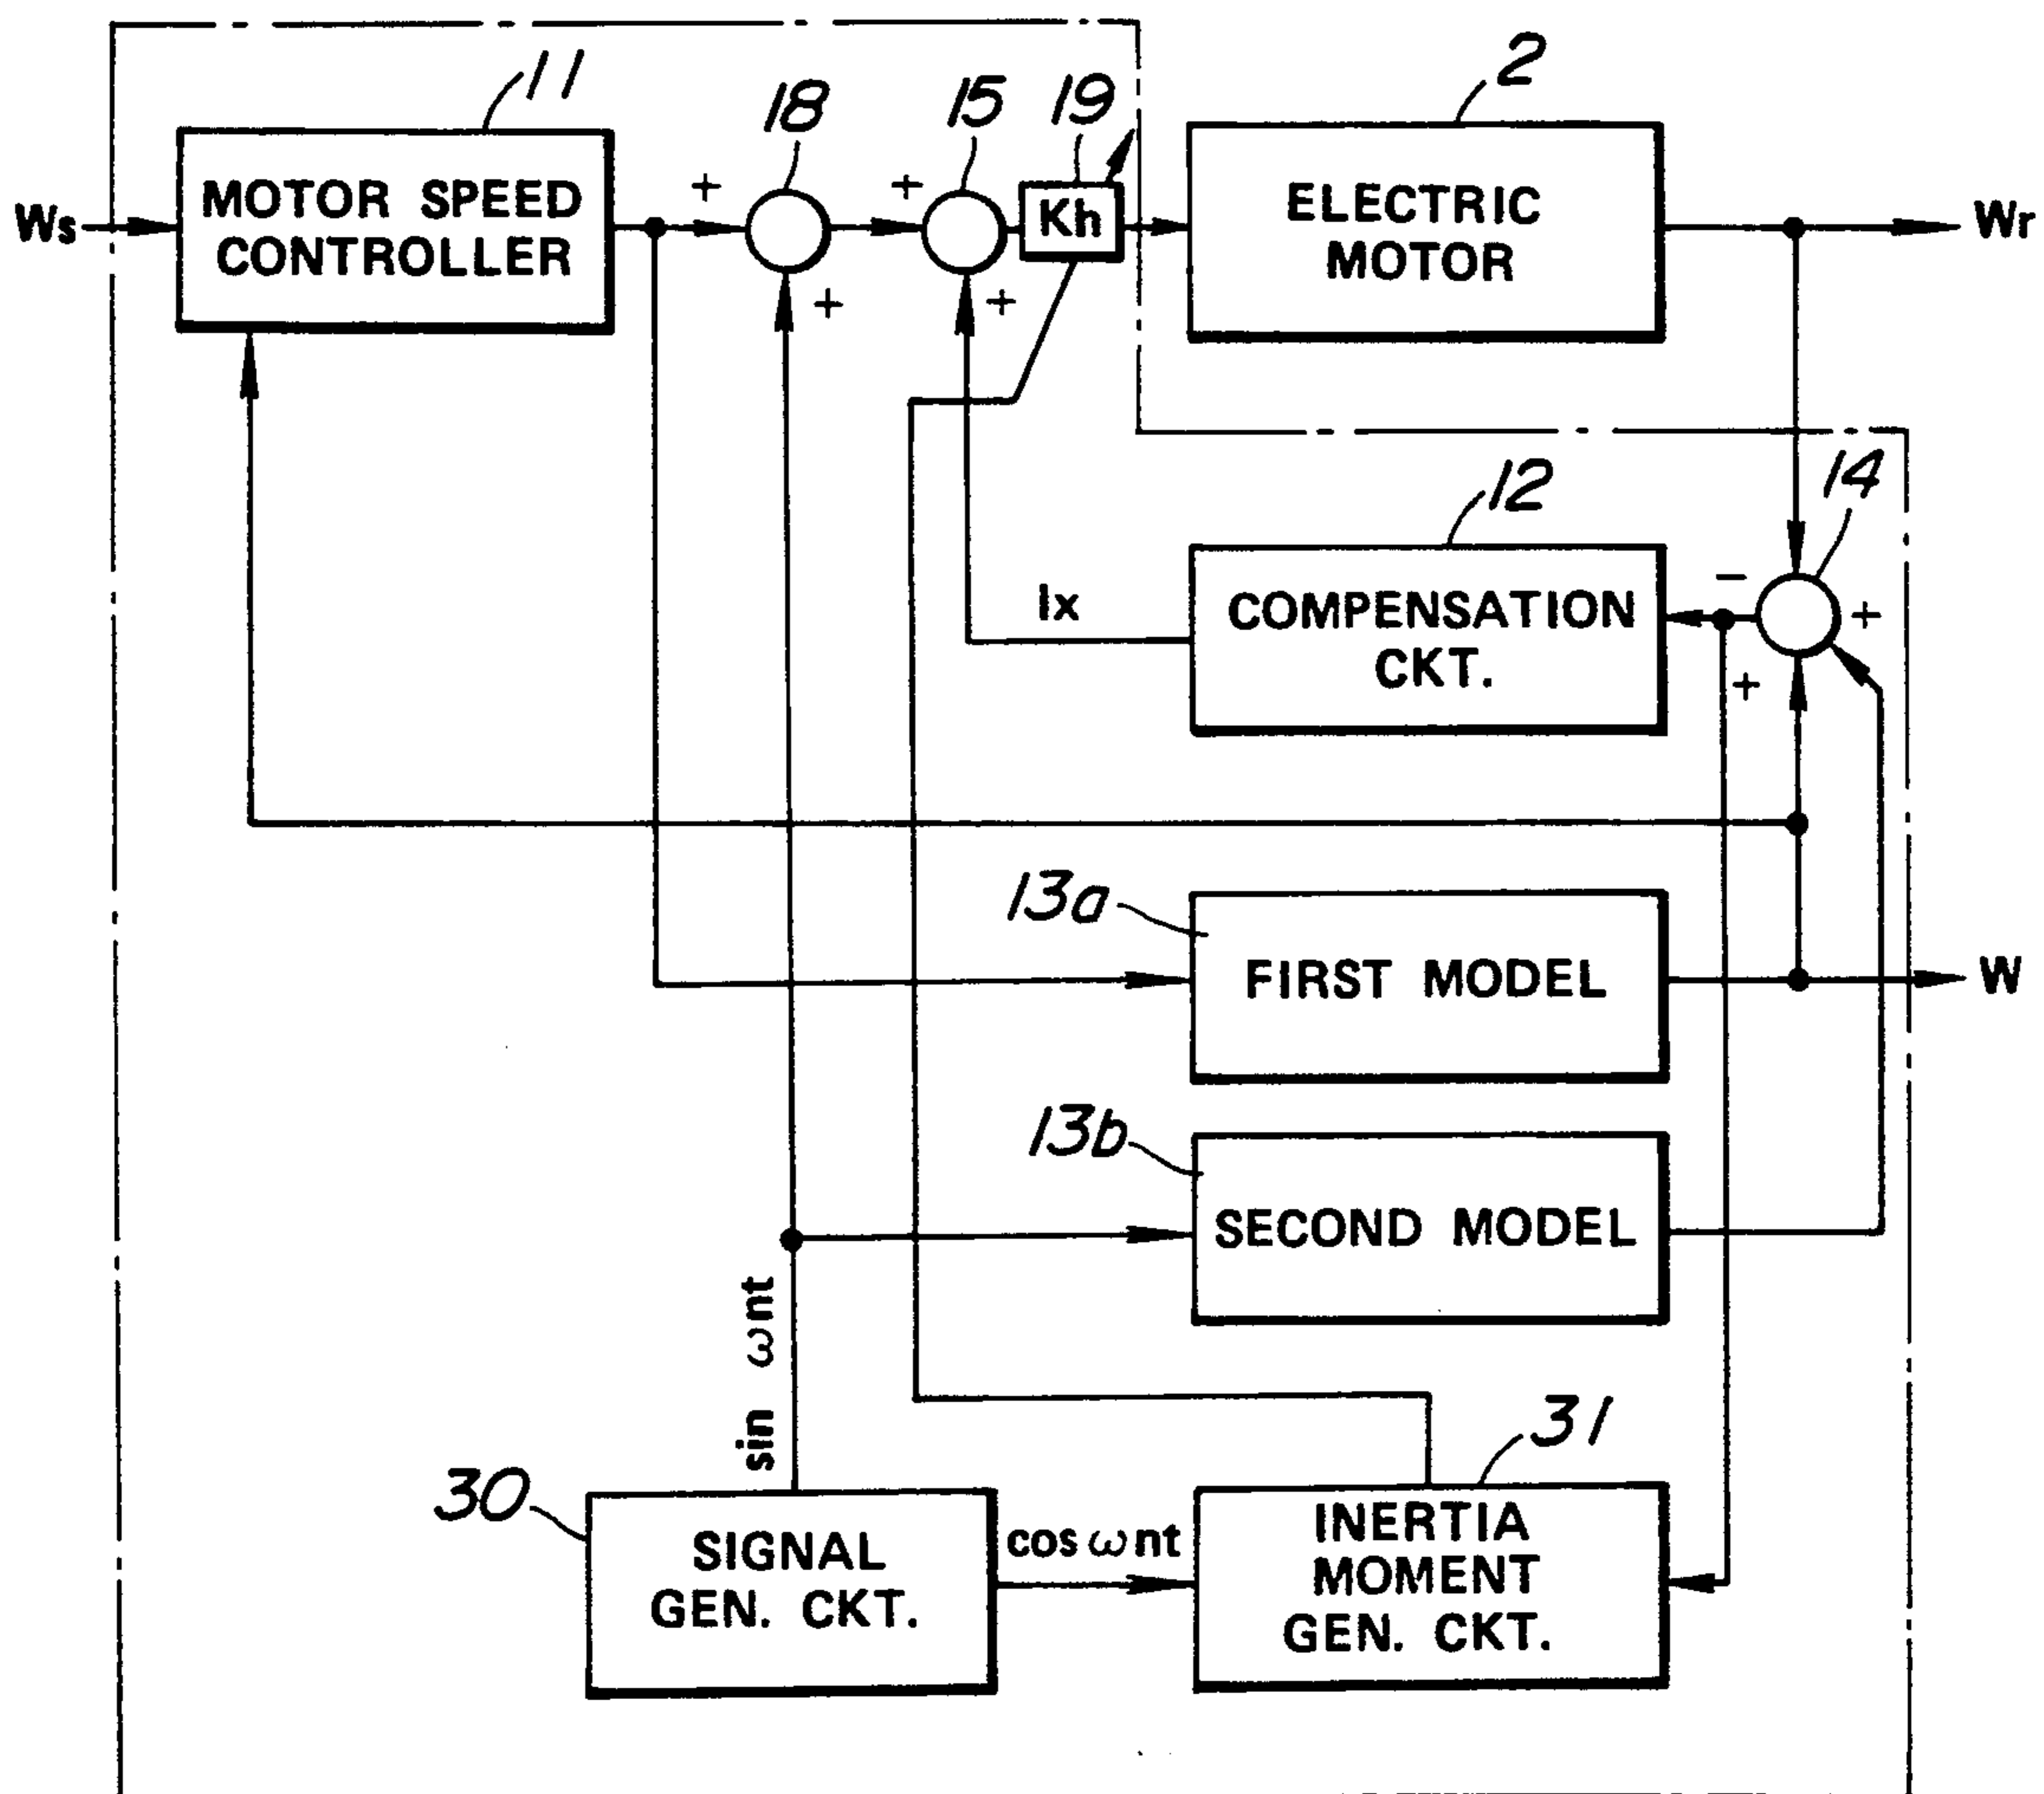 11
18
15
19
2
Ws
MOTOR SPEED
CONTROLLER
+
+
Kh
ELECTRIC
MOTOR
Wr
+
+
12
14
Ix
COMPENSATION
CKT.
−
+
+
13a
FIRST MODEL
W
13b
SECOND MODEL
sin ωnt
30
SIGNAL
GEN. CKT.
cos ωnt
31
INERTIA
MOMENT
GEN. CKT.